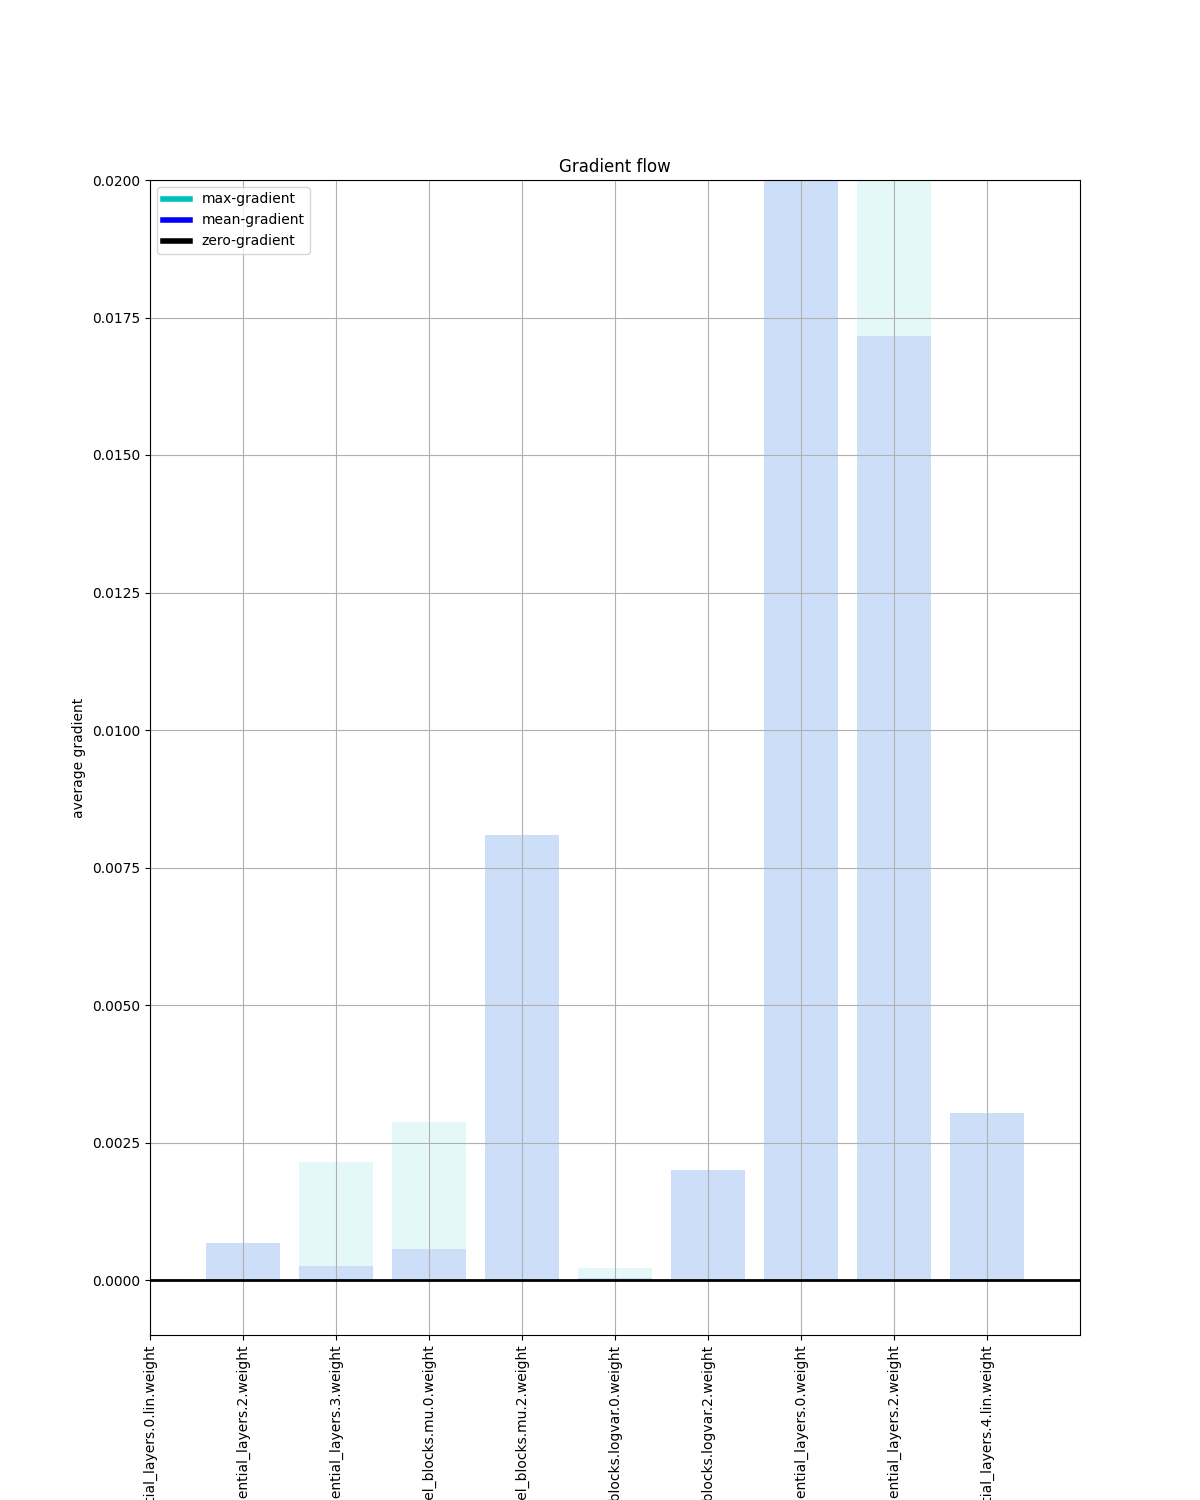 Gradient flow
max-gradient
mean-gradient
zero-gradient
0.0200
0.0175
0.0150
0.0125
0.0100
0.0075
0.0050
0.0025
0.0000
average gradient
tial_layers.0.lin.weight
ential_layers.2.weight
ential_layers.3.weight
el_blocks.mu.0.weight
el_blocks.mu.2.weight
blocks.logvar.0.weight
blocks.logvar.2.weight
ential_layers.0.weight
ential_layers.2.weight
tial_layers.4.lin.weight